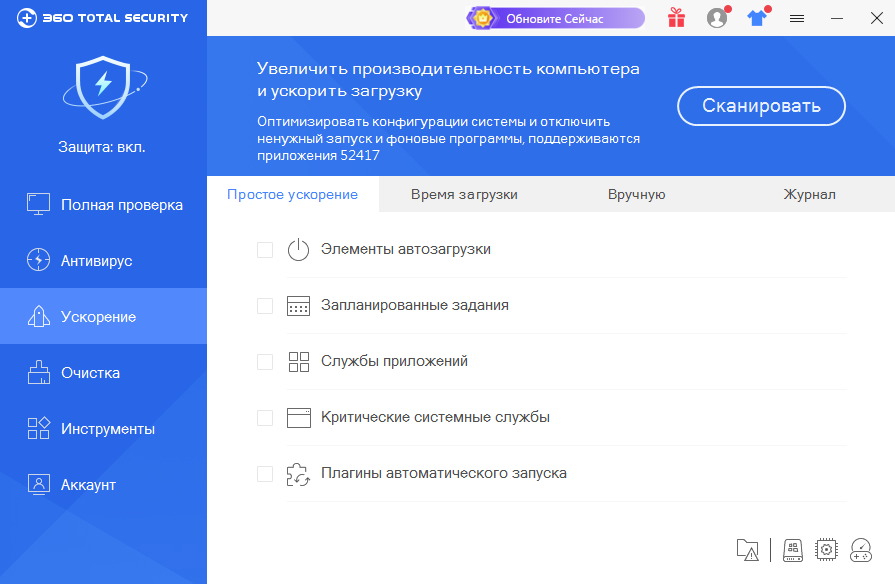 360 TOTAL SECURITY
Обновите Сейчас
Защита: вкл.
Полная проверка
Антивирус
Ускорение
Очистка
Инструменты
Аккаунт
Увеличить производительность компьютера
и ускорить загрузку
Оптимизировать конфигурации системы и отключить
ненужный запуск и фоновые программы, поддерживаются
приложения 52417
Сканировать
Простое ускорение
Время загрузки
Вручную
Журнал
Элементы автозагрузки
Запланированные задания
Службы приложений
Критические системные службы
Плагины автоматического запуска